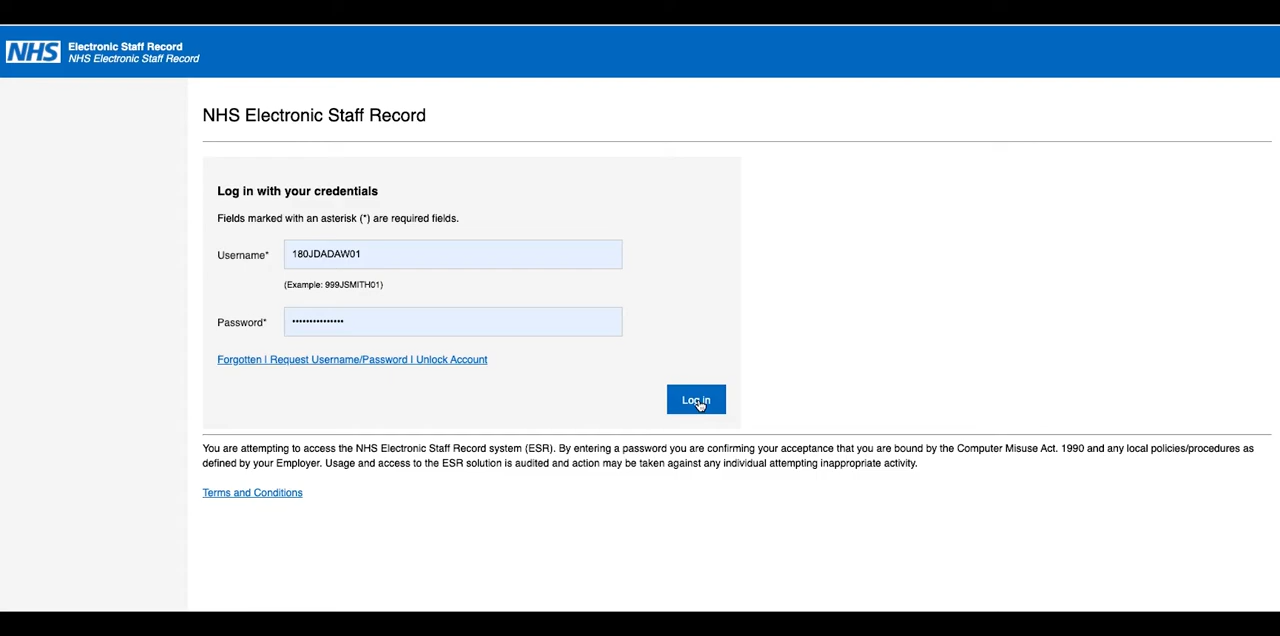 NHS Electronic Staff Record
NHS Electronic Staff Record
NHS Electronic Staff Record
Log in with your credentials
Fields marked with an asterisk (*) are required fields.
Username* 180JDADAW01
(Example: 999JSMITH01)
Password* •••••••••••••••
Forgotten | Request Username/Password | Unlock Account
Log in
You are attempting to access the NHS Electronic Staff Record system (ESR). By entering a password you are confirming your acceptance that you are bound by the Computer Misuse Act. 1990 and any local policies/procedures as
defined by your Employer. Usage and access to the ESR solution is audited and action may be taken against any individual attempting inappropriate activity.
Terms and Conditions